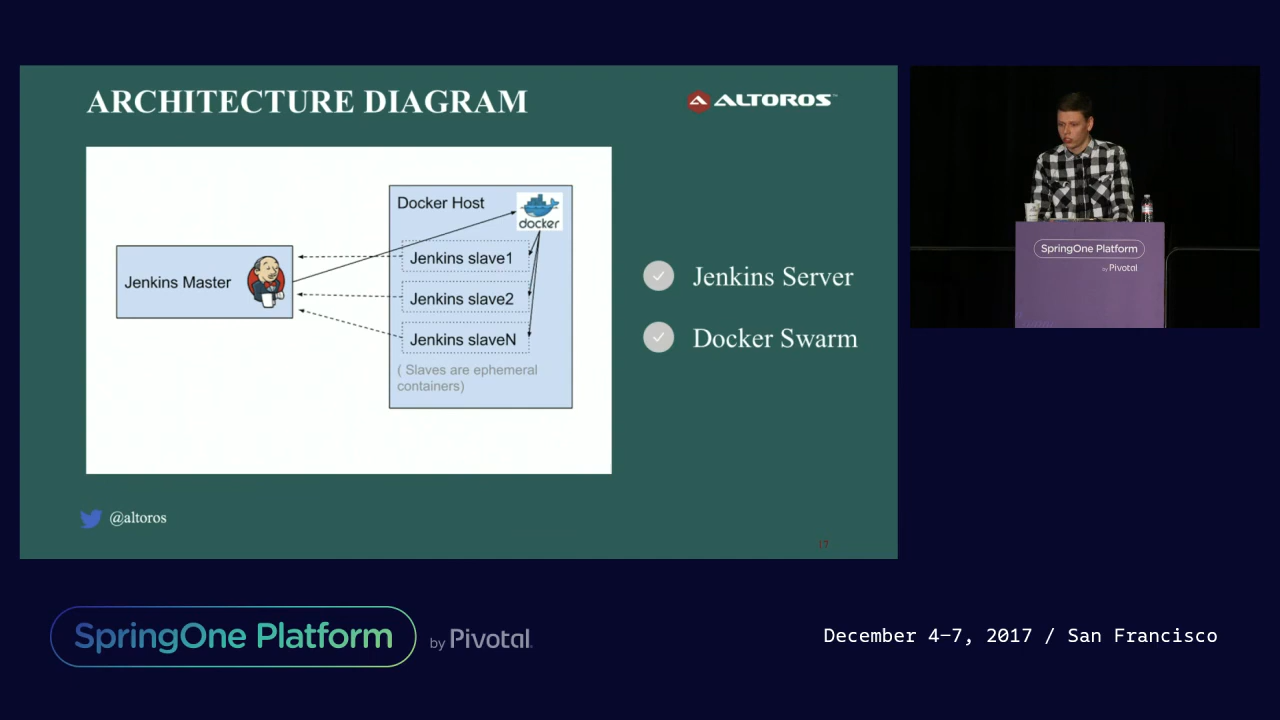 ARCHITECTURE DIAGRAM
ALTOROS
Docker Host
docker
Jenkins slave1
Jenkins Master
Jenkins slave2
Jenkins slaveN
( Slaves are ephemeral
containers)
Jenkins Server
Docker Swarm
@altoros
17
SpringOne Platform
by Pivotal
SpringOne Platform
by Pivotal
December 4–7, 2017 / San Francisco